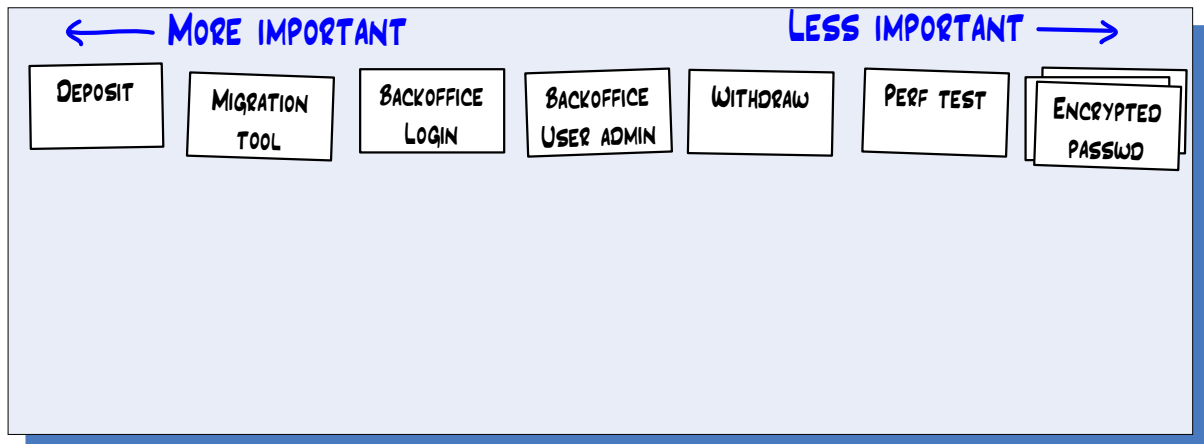 MORE IMPORTANT
LESS IMPORTANT
DEPOSIT
MIGRATION
TOOL
BACKOFFICE
LOGIN
BACKOFFICE
USER ADMIN
WITHDRAW
PERF TEST
ENCRYPTED
PASSWD